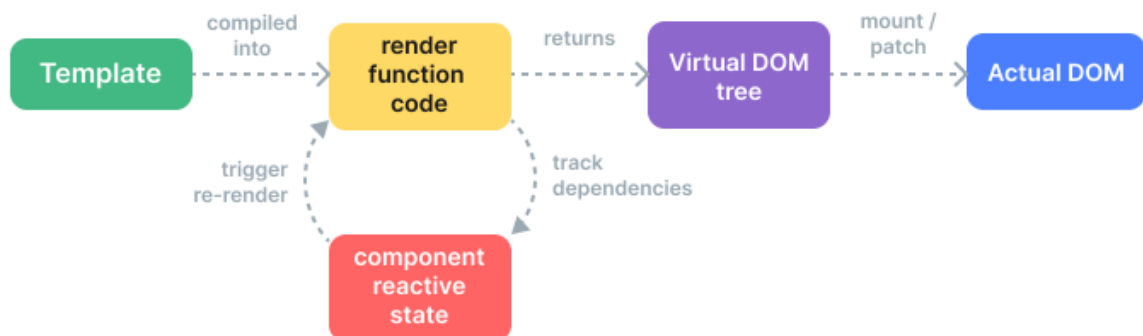 compiled
into
Template
render
function
code
returns
Virtual DOM
tree
mount /
patch
Actual DOM
trigger
re-render
track
dependencies
component
reactive
state